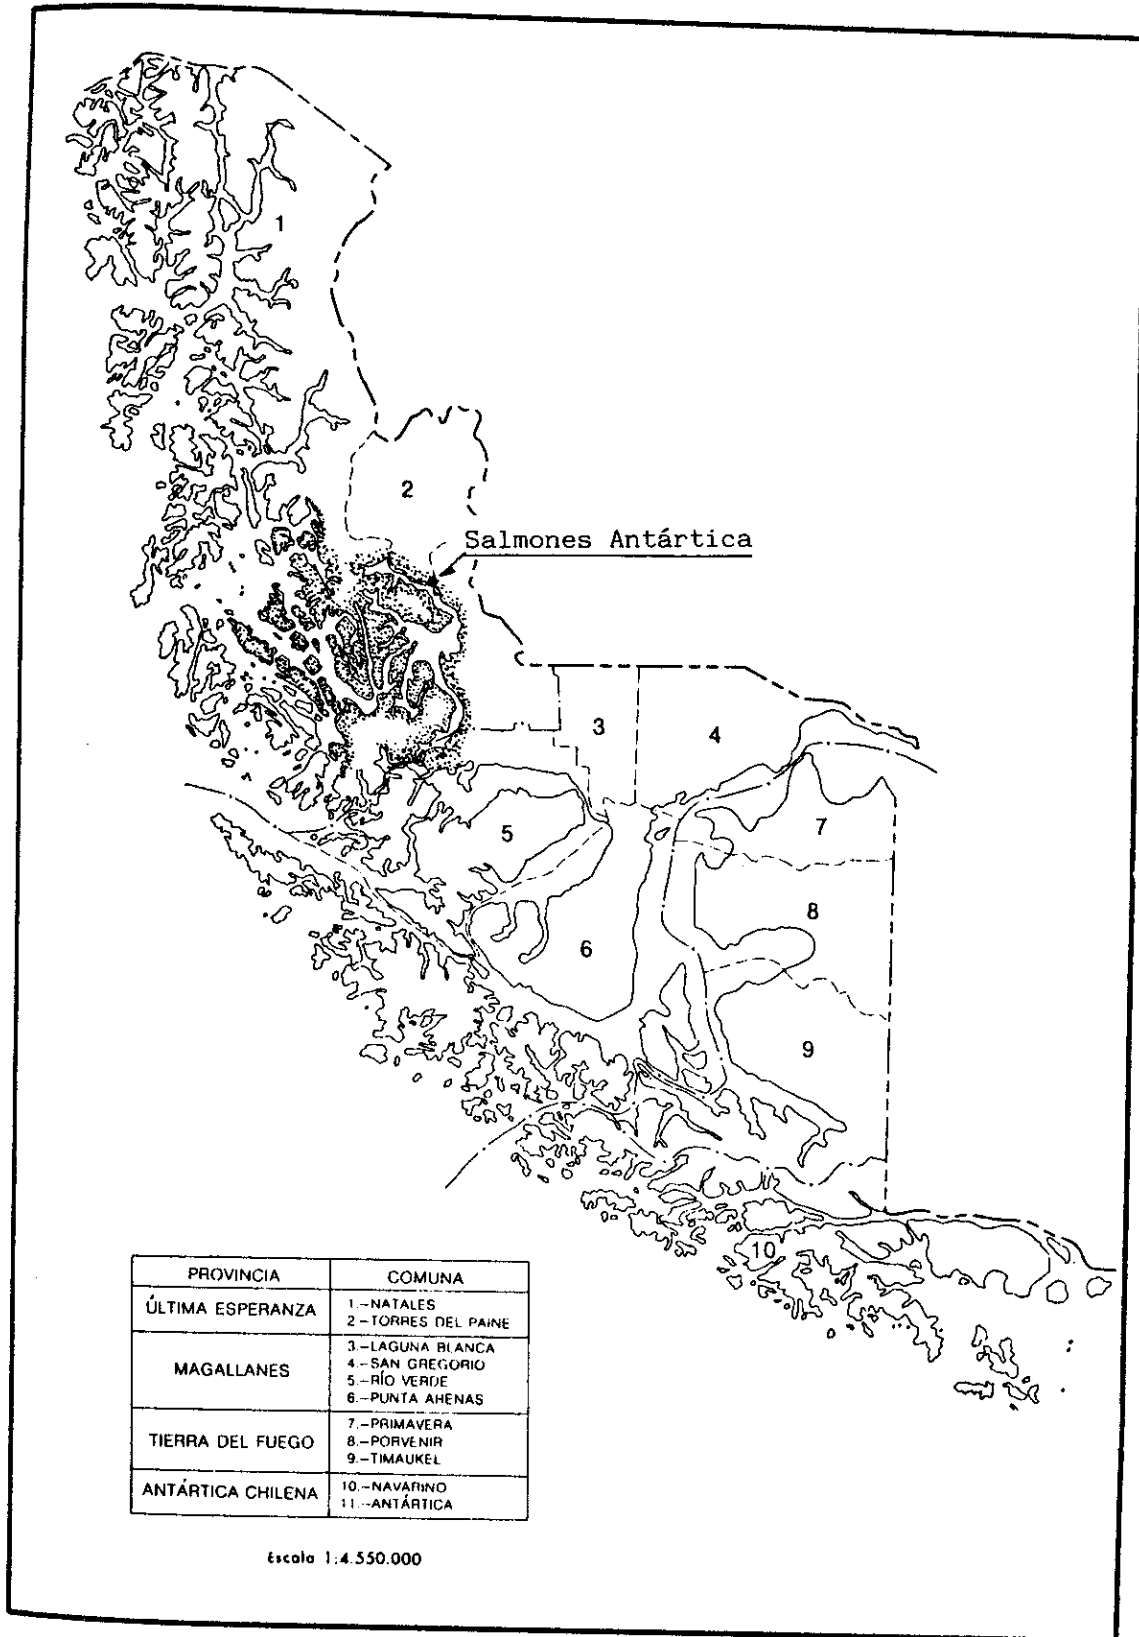 1
2
Salmones Antártica
3
4
5
6
7
8
9
10
PROVINCIA COMUNA
ÚLTIMA ESPERANZA
1.-NATALES
2-TORRES DEL PAINE
MAGALLANES
3.-LAGUNA BLANCA
4.-SAN GREGORIO
5.-RÍO VERDE
6.-PUNTA AHENAS
TIERRA DEL FUEGO
7.-PRIMAVERA
8.-PORVENIR
9.-TIMAUKEL
ANTÁRTICA CHILENA
10.-NAVARINO
11.-ANTÁRTICA
Escala 1:4.550.000